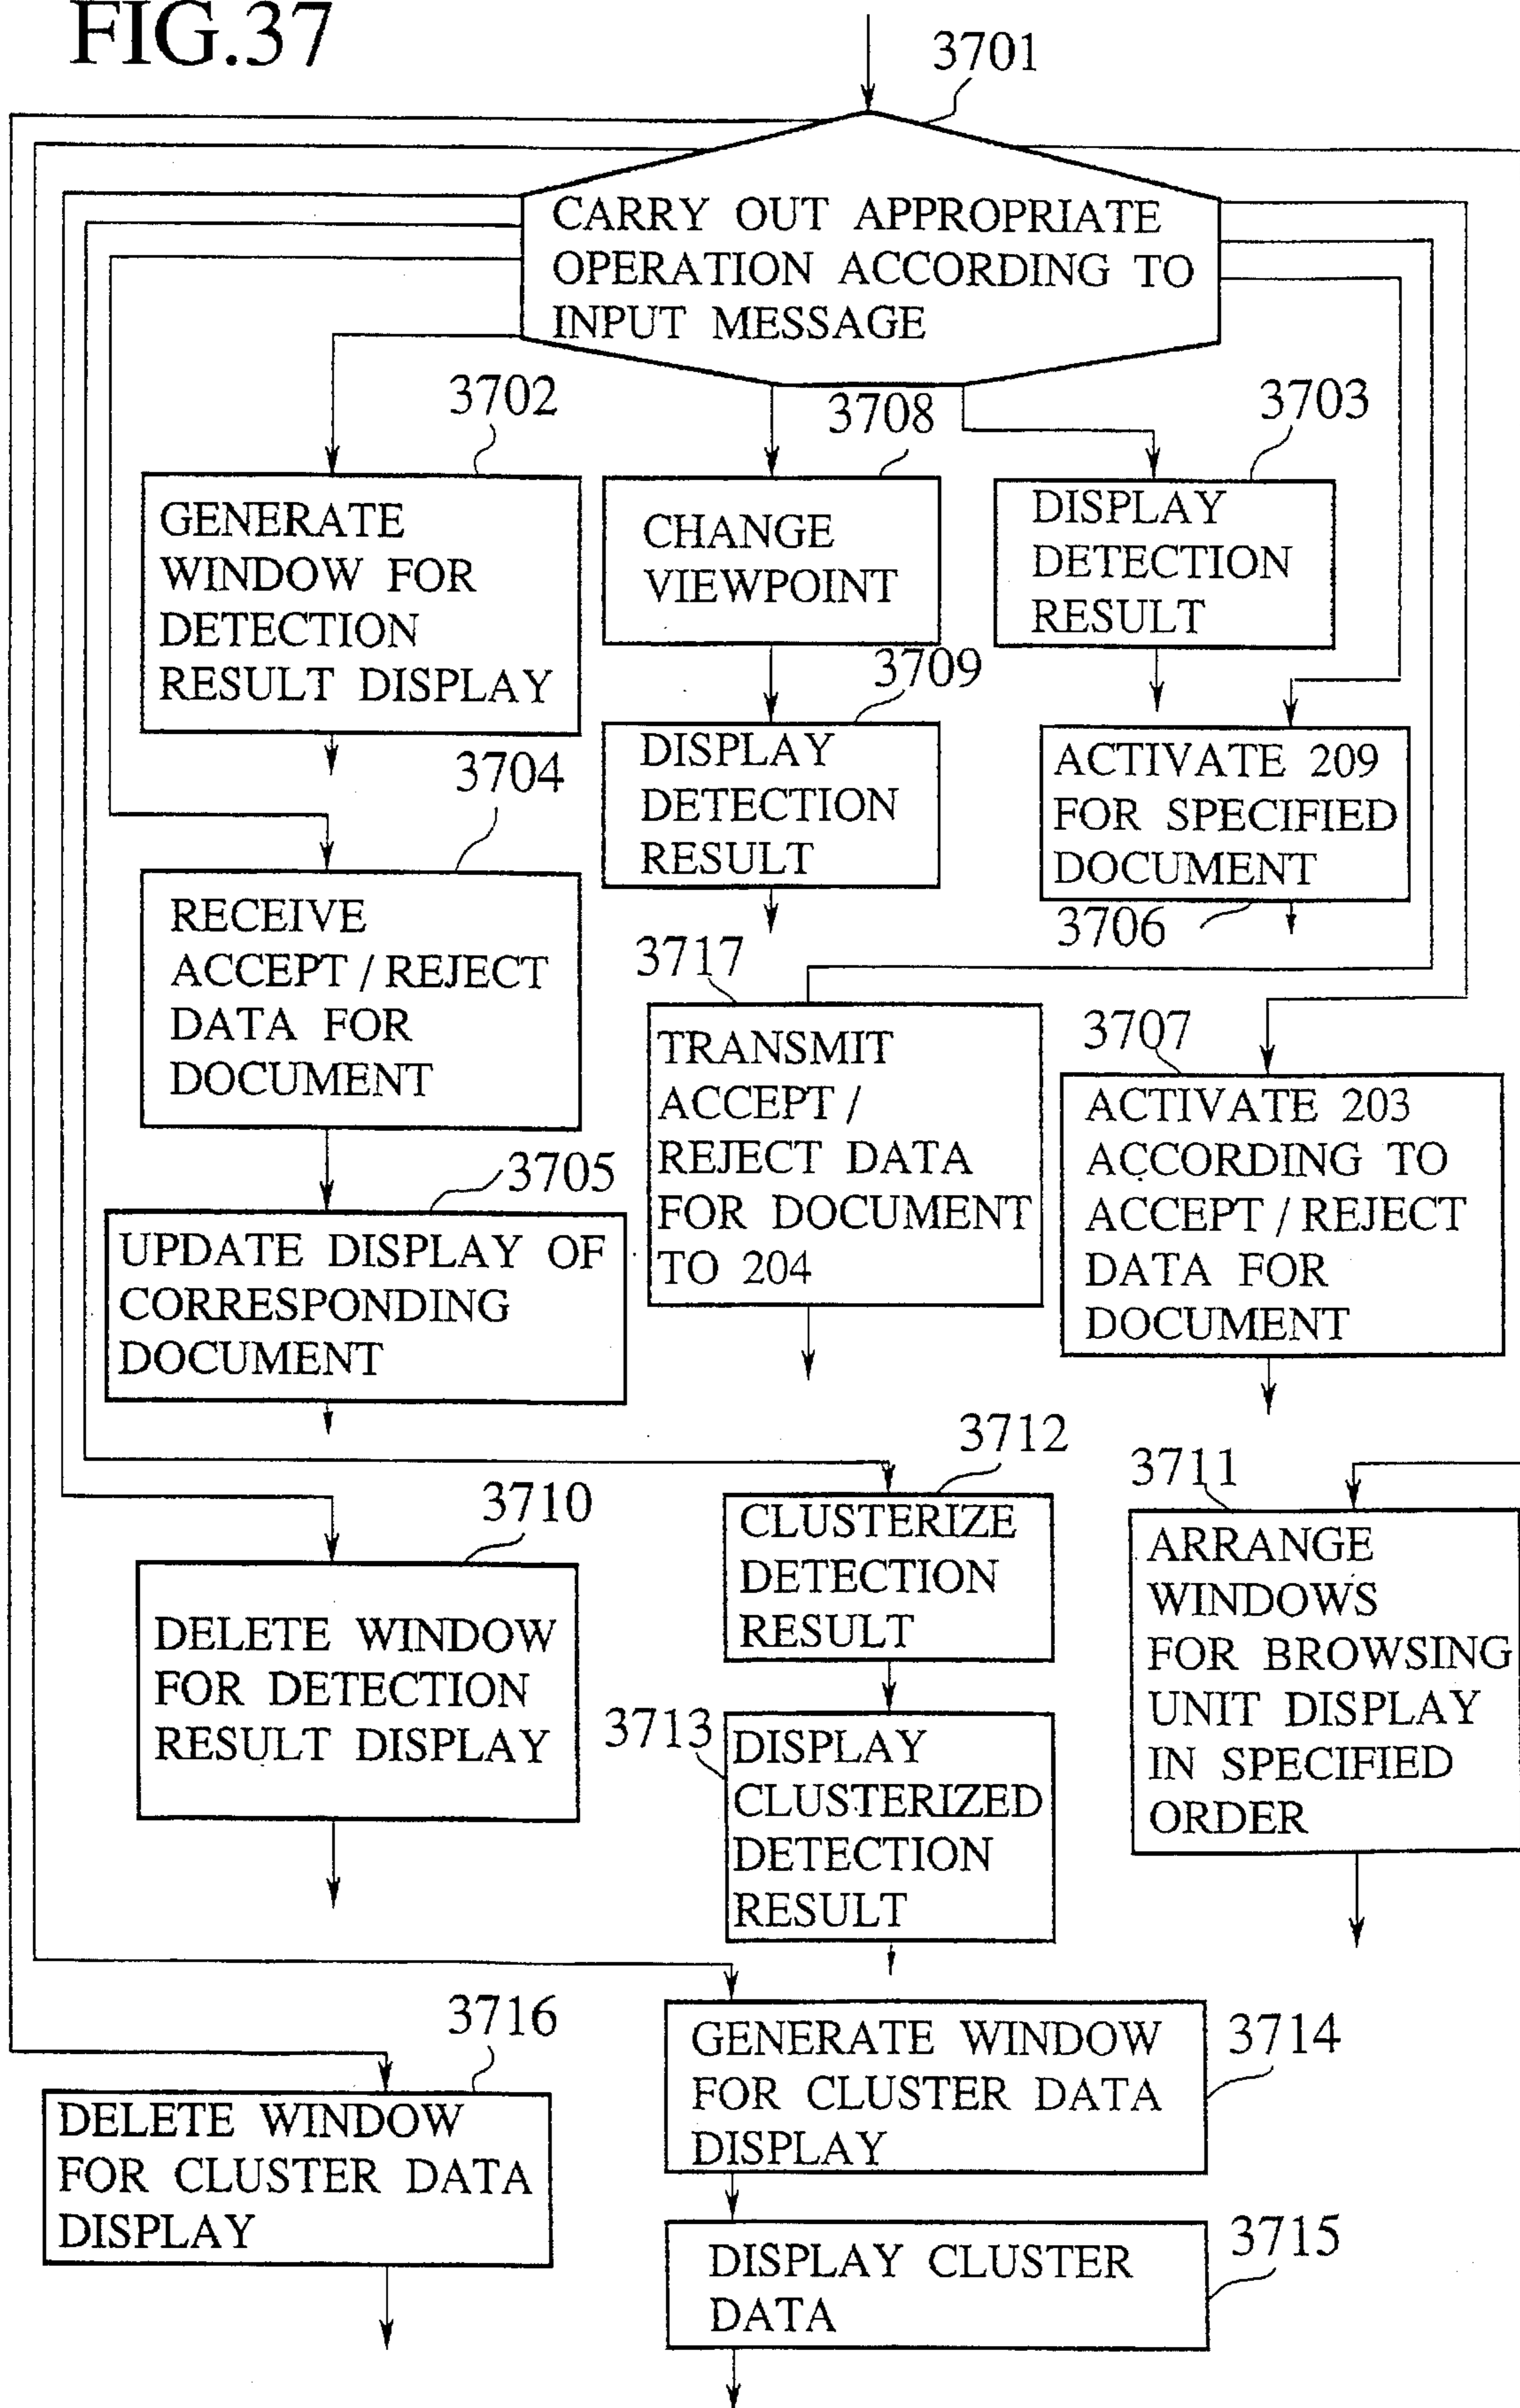 FIG.37
3701
CARRY OUT APPROPRIATE
OPERATION ACCORDING TO
INPUT MESSAGE
3702
GENERATE
WINDOW FOR
DETECTION
RESULT DISPLAY
3708
CHANGE
VIEWPOINT
3703
DISPLAY
DETECTION
RESULT
3709
DISPLAY
DETECTION
RESULT
ACTIVATE 209
FOR SPECIFIED
DOCUMENT
3706
3704
RECEIVE
ACCEPT / REJECT
DATA FOR
DOCUMENT
3717
TRANSMIT
ACCEPT /
REJECT DATA
FOR DOCUMENT
TO 204
3707
ACTIVATE 203
ACCORDING TO
ACCEPT / REJECT
DATA FOR
DOCUMENT
3705
UPDATE DISPLAY OF
CORRESPONDING
DOCUMENT
3710
DELETE WINDOW
FOR DETECTION
RESULT DISPLAY
3712
CLUSTERIZE
DETECTION
RESULT
3711
ARRANGE
WINDOWS
FOR BROWSING
UNIT DISPLAY
IN SPECIFIED
ORDER
3713
DISPLAY
CLUSTERIZED
DETECTION
RESULT
3716
DELETE WINDOW
FOR CLUSTER DATA
DISPLAY
3714
GENERATE WINDOW
FOR CLUSTER DATA
DISPLAY
3715
DISPLAY CLUSTER
DATA